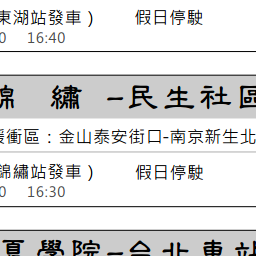 東湖站發車） 假日停駛
0 16:40
錦 繡 –民生社區
緩衝區：金山泰安街口-南京新生北
錦繡站發車） 假日停駛
0 16:30
夏學院–台北車站